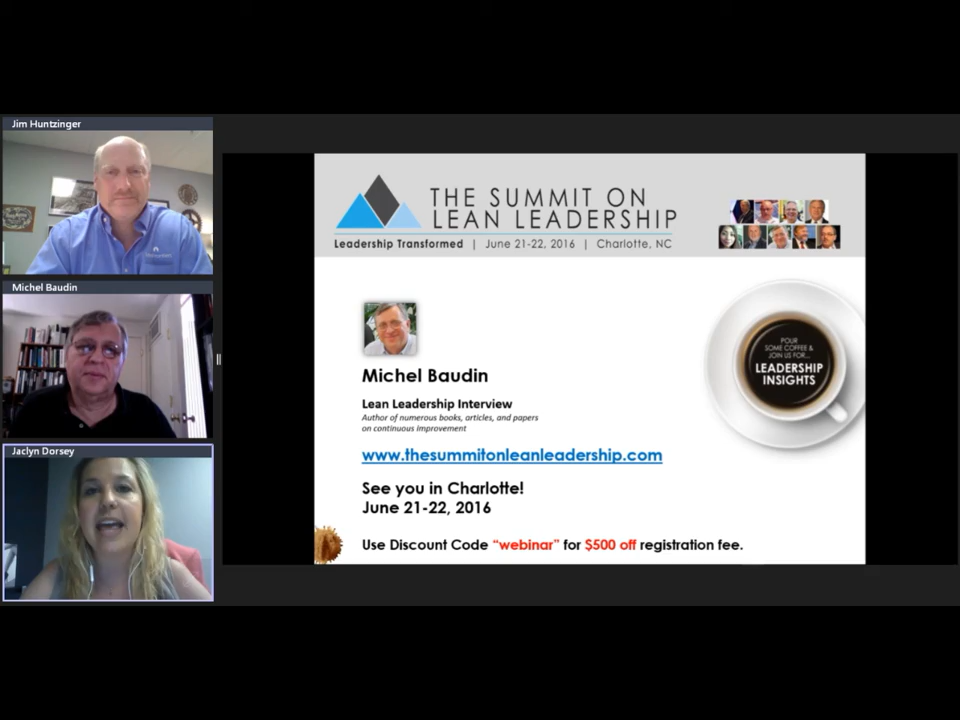 Jim Huntzinger
Michel Baudin
Jaclyn Dorsey
THE SUMMIT ON
LEAN LEADERSHIP
Leadership Transformed | June 21-22, 2016 | Charlotte, NC
Michel Baudin
Lean Leadership Interview
Author of numerous books, articles, and papers
on continuous improvement
www.thesummitonleanleadership.com
See you in Charlotte!
June 21-22, 2016
Use Discount Code “webinar” for $500 off registration fee.
POUR
SOME COFFEE &
JOIN US FOR...
LEADERSHIP
INSIGHTS